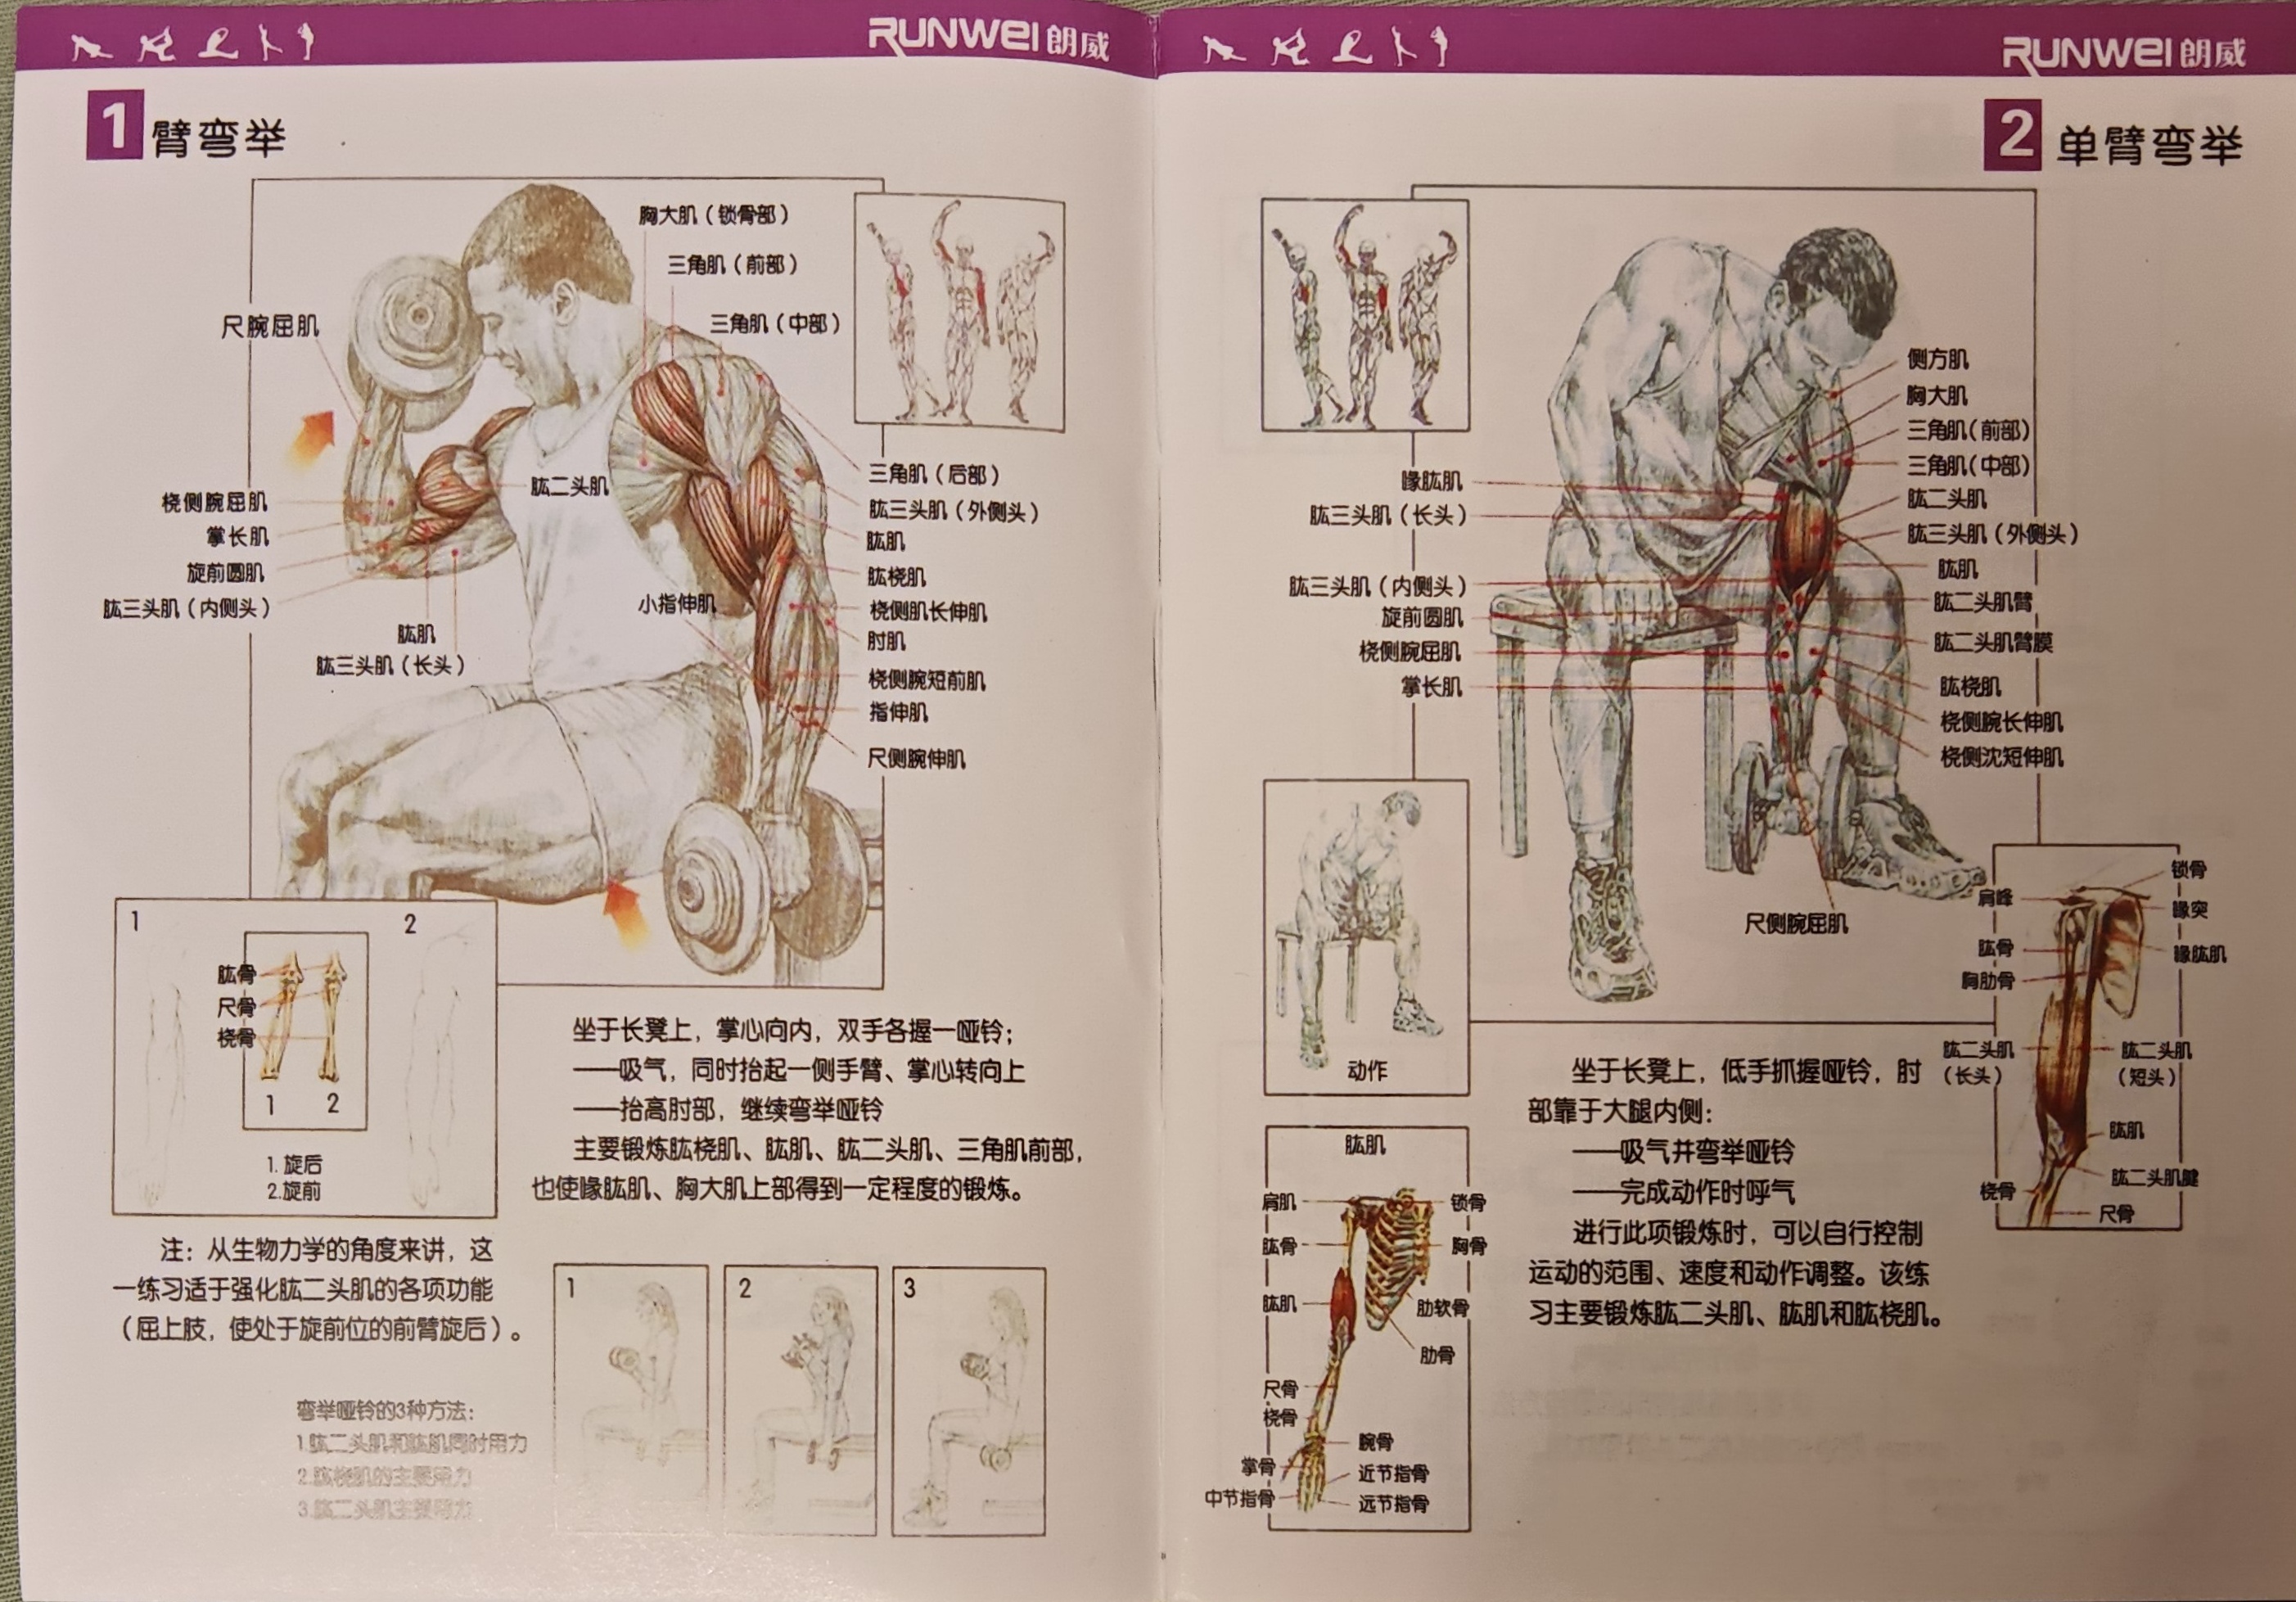 RUNWEI朗威
1 臂弯举
胸大肌（锁骨部）
三角肌（前部）
三角肌（中部）
尺腕屈肌
桡侧腕屈肌
掌长肌
旋前圆肌
肱三头肌（内侧头）
肱二头肌
肱肌
肱三头肌（长头）
小指伸肌
三角肌（后部）
肱三头肌（外侧头）
肱肌
肱桡肌
桡侧肌长伸肌
肘肌
桡侧腕短前肌
指伸肌
尺侧腕伸肌
1
2
肱骨
尺骨
桡骨
1 2
1. 旋后
2.旋前
坐于长凳上，掌心向内，双手各握一哑铃；
——吸气，同时抬起一侧手臂、掌心转向上
——抬高肘部，继续弯举哑铃
主要锻炼肱桡肌、肱肌、肱二头肌、三角肌前部，
也使喙肱肌、胸大肌上部得到一定程度的锻炼。
注：从生物力学的角度来讲，这
一练习适于强化肱二头肌的各项功能
（屈上肢，使处于旋前位的前臂旋后）。
弯举哑铃的3种方法：
1.肱二头肌和肱肌同时用力
2.肱桡肌的主要用力
3.肱二头肌主要用力
1
2
3
RUNWEI朗威
2 单臂弯举
侧方肌
胸大肌
三角肌（前部）
三角肌（中部）
肱二头肌
肱三头肌（外侧头）
肱肌
肱二头肌臂
肱二头肌臂膜
肱桡肌
桡侧腕长伸肌
桡侧沈短伸肌
喙肱肌
肱三头肌（长头）
肱三头肌（内侧头）
旋前圆肌
桡侧腕屈肌
掌长肌
尺侧腕屈肌
动作
锁骨
肩峰
喙突
肱骨
喙肱肌
胸肋骨
肱二头肌
（长头）
肱二头肌
（短头）
肱肌
肱二头肌腱
桡骨
尺骨
坐于长凳上，低手抓握哑铃，肘
部靠于大腿内侧：
——吸气并弯举哑铃
——完成动作时呼气
进行此项锻炼时，可以自行控制
运动的范围、速度和动作调整。该练
习主要锻炼肱二头肌、肱肌和肱桡肌。
肱肌
肩肌
锁骨
肱骨
胸骨
肱肌
肋软骨
肋骨
尺骨
桡骨
腕骨
掌骨
近节指骨
中节指骨
远节指骨